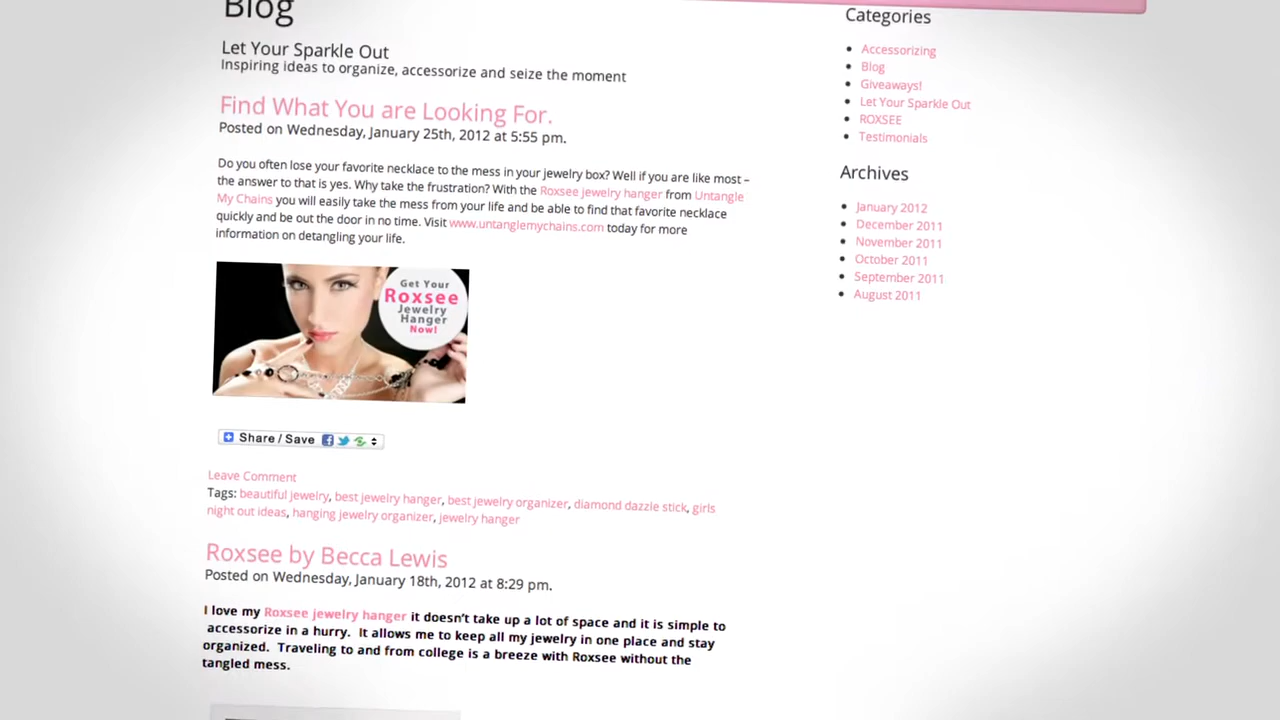 Blog
Let Your Sparkle Out
Inspiring ideas to organize, accessorize and seize the moment
Find What You are Looking For.
Posted on Wednesday, January 25th, 2012 at 5:55 pm.
Do you often lose your favorite necklace to the mess in your jewelry box? Well if you are like most –
the answer to that is yes. Why take the frustration? With the Roxsee jewelry hanger from Untangle
My Chains you will easily take the mess from your life and be able to find that favorite necklace
quickly and be out the door in no time. Visit www.untanglemychains.com today for more
information on detangling your life.
Get Your
Roxsee
Jewelry
Hanger
Now!
Share / Save
Leave Comment
Tags: beautiful jewelry, best jewelry hanger, best jewelry organizer, diamond dazzle stick, girls
night out ideas, hanging jewelry organizer, jewelry hanger
Roxsee by Becca Lewis
Posted on Wednesday, January 18th, 2012 at 8:29 pm.
I love my Roxsee jewelry hanger it doesn't take up a lot of space and it is simple to
accessorize in a hurry. It allows me to keep all my jewelry in one place and stay
organized. Traveling to and from college is a breeze with Roxsee without the
tangled mess.
Categories
Accessorizing
Blog
Giveaways!
Let Your Sparkle Out
ROXSEE
Testimonials
Archives
January 2012
December 2011
November 2011
October 2011
September 2011
August 2011